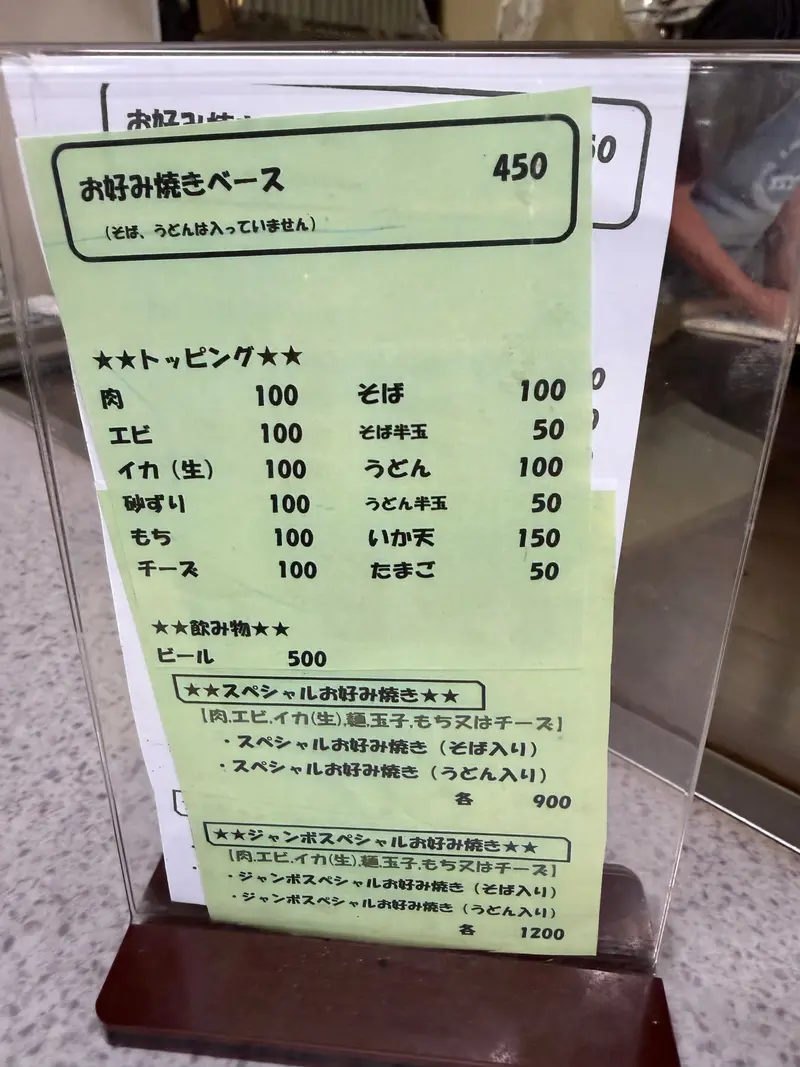 お好み焼き
お好み焼きベース 450
（そば、うどんは入っていません）
★★トッピング★★
肉 100 そば 100
エビ 100 そば半玉 50
イカ（生） 100 うどん 100
砂ずり 100 うどん半玉 50
もち 100 いか天 150
チーズ 100 たまご 50
★★飲み物★★
ビール 500
★★スペシャルお好み焼き★★
【肉,エビ,イカ(生),麺,玉子,もち又はチーズ】
・スペシャルお好み焼き（そば入り）
・スペシャルお好み焼き（うどん入り）
各 900
★★ジャンボスペシャルお好み焼き★★
【肉,エビ,イカ(生),麺,玉子,もち又はチーズ】
・ジャンボスペシャルお好み焼き（そば入り）
・ジャンボスペシャルお好み焼き（うどん入り）
各 1200